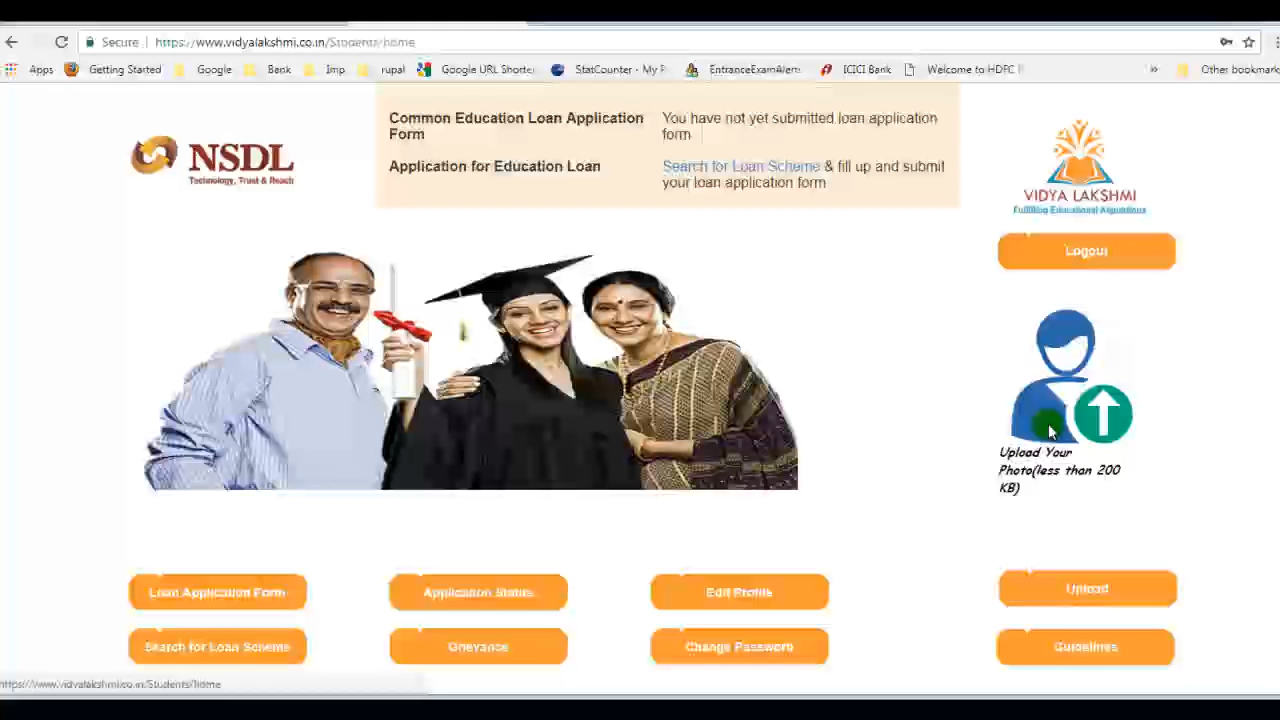 Secure
https://www.vidyalakshmi.co.in/Students/home
Apps Getting Started Google Bank Imp rupal Google URL Shorte StatCounter - My P EntranceExamAlerts ICICI Bank Welcome to HDFC » Other bookmark
Common Education Loan Application Form
You have not yet submitted loan application form
Application for Education Loan
Search for Loan Scheme & fill up and submit your loan application form
NSDL
Technology, Trust & Reach
VIDYA LAKSHMI
Fulfilling Educational Aspirations
Logout
Upload Your
Photo(less than 200
KB)
Loan Application Form
Application Status
Edit Profile
Upload
Search for Loan Scheme
Grievance
Change Password
Guidelines
https://www.vidyalakshmi.co.in/Students/home